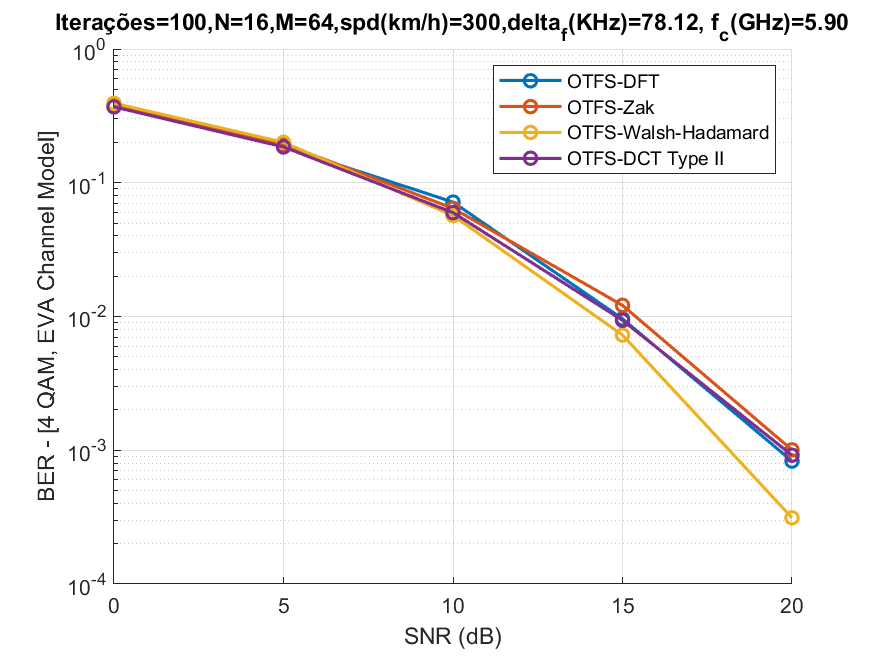 Iterações=100,N=16,M=64,spd(km/h)=300,delta_f(KHz)=78.12, f_c(GHz)=5.90
10^0
10^-1
10^-2
10^-3
10^-4
BER - [4 QAM, EVA Channel Model]
OTFS-DFT
OTFS-Zak
OTFS-Walsh-Hadamard
OTFS-DCT Type II
0 5 10 15 20
SNR (dB)